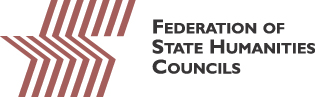 Federation of
State Humanities
Councils